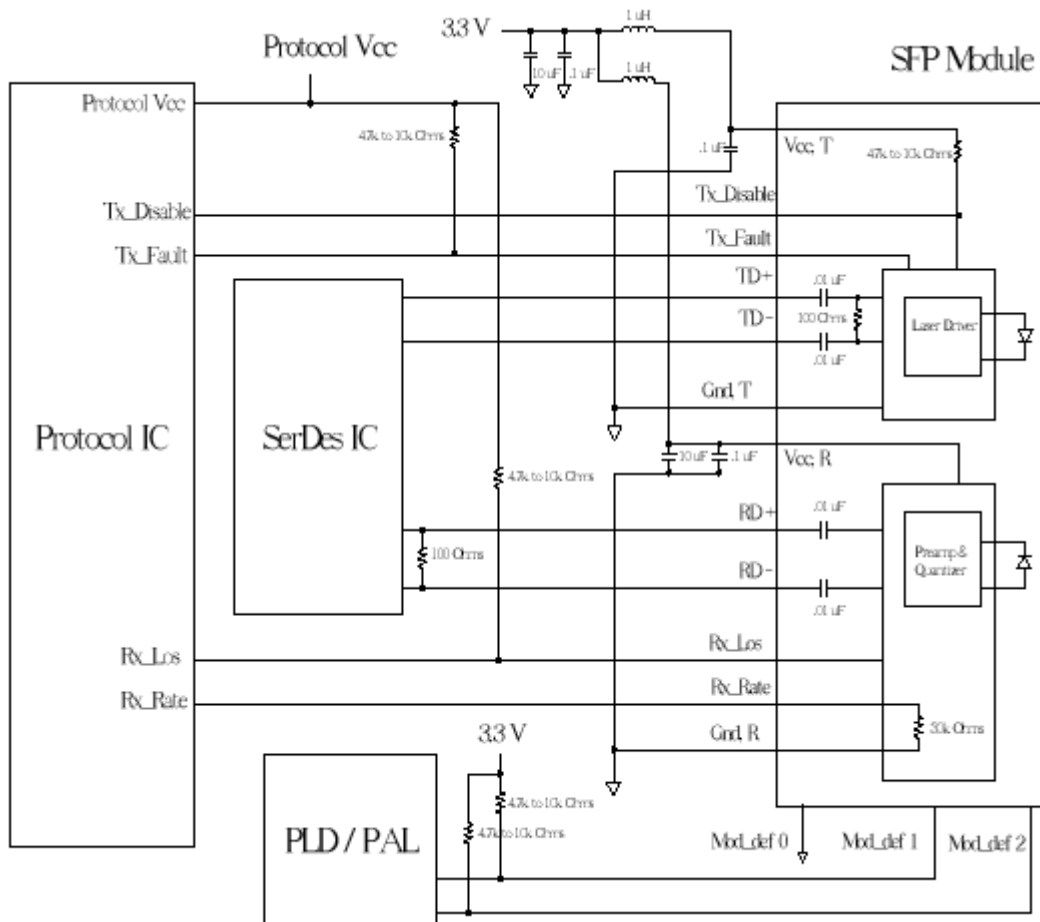 1 uH
3.3 V
Protocol Vcc
1 uH
SFP Module
10 uF
.1 uF
Protocol Vcc
4.7k to 10k Ohms
.1 uF
Vcc, T
4.7k to 10k Ohms
Tx_Disable
Tx_Disable
Tx_Fault
Tx_Fault
TD+
.01 uF
TD-
100 Ohms
Laser Driver
.01 uF
Gnd, T
Protocol IC
SerDes IC
10 uF
.1 uF
Vcc, R
4.7k to 10k Ohms
RD+
.01 uF
100 Ohms
Preamp &
Quantizer
RD-
.01 uF
Rx_Los
Rx_Los
Rx_Rate
Rx_Rate
3.3 V
Gnd, R
Ohms
4.7k to 10k Ohms
4.7k to 10k Ohms
PLD / PAL
Mod_def 0
Mod_def 1
Mod_def 2